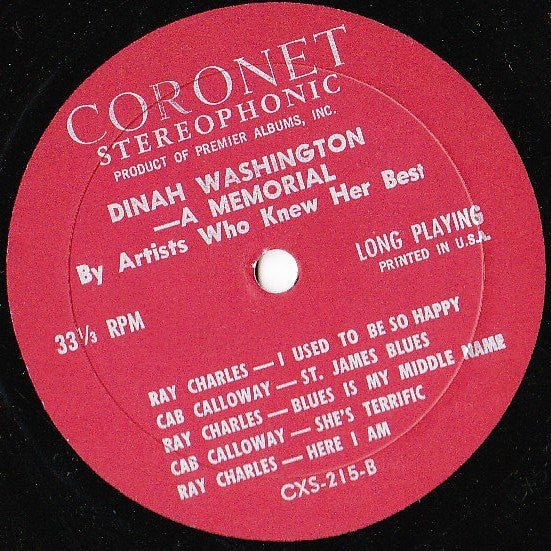 CORONET
STEREOPHONIC
PRODUCT OF PREMIER ALBUMS, INC.
DINAH WASHINGTON
—A MEMORIAL
By Artists Who Knew Her Best
LONG PLAYING
PRINTED IN U.S.A.
33⅓ RPM
RAY CHARLES — I USED TO BE SO HAPPY
CAB CALLOWAY — ST. JAMES BLUES
RAY CHARLES — BLUES IS MY MIDDLE NAME
CAB CALLOWAY — SHE'S TERRIFIC
RAY CHARLES — HERE I AM
CXS-215-B